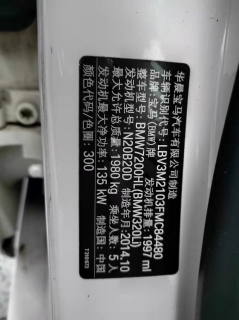 华晨宝马汽车有限公司制造
车辆识别代号: LBV3M2103FMC84480
品牌: 宝马 (BMW) 牌 发动机排量: 1997 ml
整车型号: BMW7200HL(BMW320Li)
发动机型号: N20B20D 制造年月: 2014.10
最大允许总质量: 1980 kg 乘坐人数: 5 人
发动机最大净功率: 135 kW 制造国: 中国
颜色代码/色差: 300